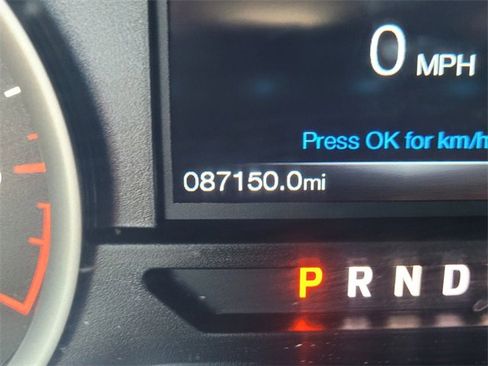 0 MPH
Press OK for km/h
087150.0mi
P R N D